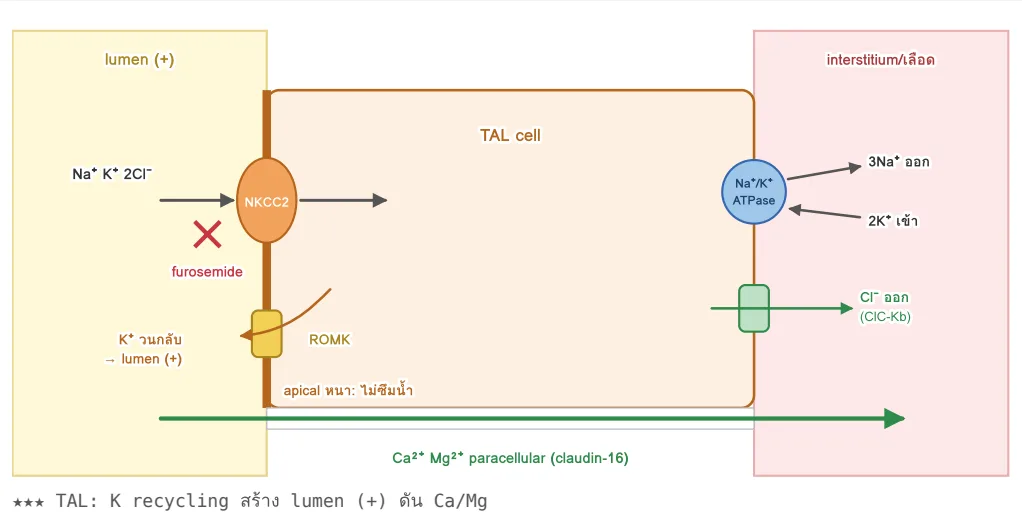 lumen (+)
interstitium/เลือด
TAL cell
Na⁺ K⁺ 2Cl⁻
NKCC2
furosemide
Na⁺/K⁺
ATPase
3Na⁺ ออก
2K⁺ เข้า
K⁺ วนกลับ
→ lumen (+)
ROMK
Cl⁻ ออก
(ClC-Kb)
apical หนา: ไม่ซึมน้ำ
Ca²⁺ Mg²⁺ paracellular (claudin-16)
★★★ TAL: K recycling สร้าง lumen (+) ดัน Ca/Mg